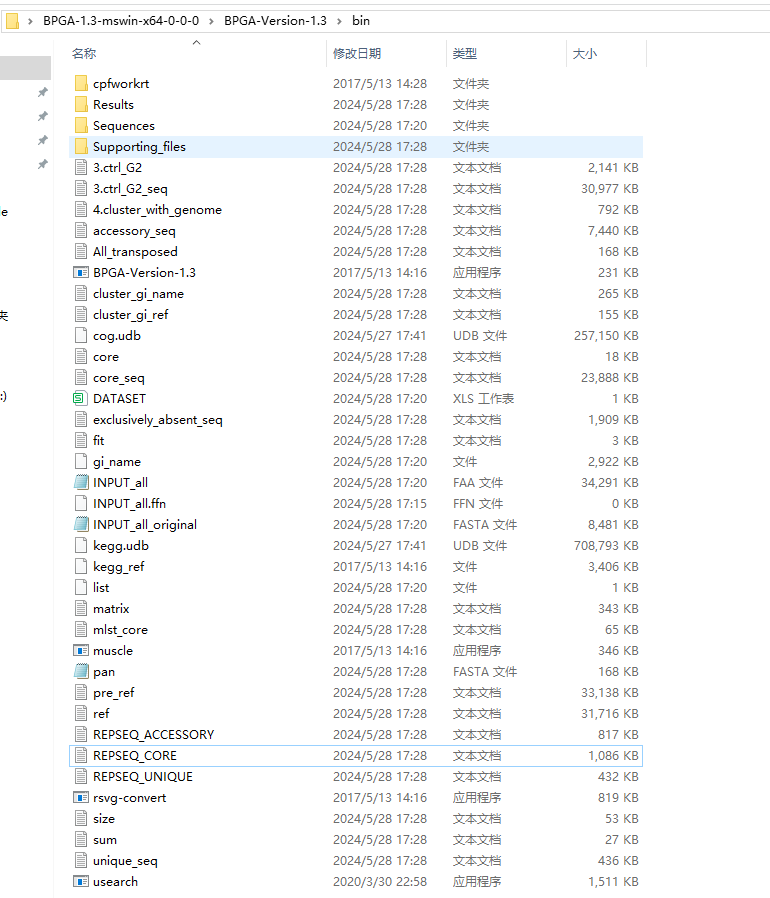 BPGA-1.3-mswin-x64-0-0-0 › BPGA-Version-1.3 › bin
名称 修改日期 类型 大小
cpfworkrt 2017/5/13 14:28 文件夹
Results 2024/5/28 17:28 文件夹
Sequences 2024/5/28 17:20 文件夹
Supporting_files 2024/5/28 17:28 文件夹
3.ctrl_G2 2024/5/28 17:28 文本文档 2,141 KB
3.ctrl_G2_seq 2024/5/28 17:28 文本文档 30,977 KB
4.cluster_with_genome 2024/5/28 17:28 文本文档 792 KB
accessory_seq 2024/5/28 17:28 文本文档 7,440 KB
All_transposed 2024/5/28 17:28 文本文档 168 KB
BPGA-Version-1.3 2017/5/13 14:16 应用程序 231 KB
cluster_gi_name 2024/5/28 17:28 文本文档 265 KB
cluster_gi_ref 2024/5/28 17:28 文本文档 155 KB
cog.udb 2024/5/27 17:41 UDB 文件 257,150 KB
core 2024/5/28 17:28 文本文档 18 KB
core_seq 2024/5/28 17:28 文本文档 23,888 KB
DATASET 2024/5/28 17:20 XLS 工作表 1 KB
exclusively_absent_seq 2024/5/28 17:28 文本文档 1,909 KB
fit 2024/5/28 17:28 文本文档 3 KB
gi_name 2024/5/28 17:20 文件 2,922 KB
INPUT_all 2024/5/28 17:20 FAA 文件 34,291 KB
INPUT_all.ffn 2024/5/28 17:15 FFN 文件 0 KB
INPUT_all_original 2024/5/28 17:20 FASTA 文件 8,481 KB
kegg.udb 2024/5/27 17:41 UDB 文件 708,793 KB
kegg_ref 2017/5/13 14:16 文件 3,406 KB
list 2024/5/28 17:20 文件 1 KB
matrix 2024/5/28 17:28 文本文档 343 KB
mlst_core 2024/5/28 17:28 文本文档 65 KB
muscle 2017/5/13 14:16 应用程序 346 KB
pan 2024/5/28 17:28 FASTA 文件 168 KB
pre_ref 2024/5/28 17:28 文本文档 33,138 KB
ref 2024/5/28 17:28 文本文档 31,716 KB
REPSEQ_ACCESSORY 2024/5/28 17:28 文本文档 817 KB
REPSEQ_CORE 2024/5/28 17:28 文本文档 1,086 KB
REPSEQ_UNIQUE 2024/5/28 17:28 文本文档 432 KB
rsvg-convert 2017/5/13 14:16 应用程序 819 KB
size 2024/5/28 17:28 文本文档 53 KB
sum 2024/5/28 17:28 文本文档 27 KB
unique_seq 2024/5/28 17:28 文本文档 436 KB
usearch 2020/3/30 22:58 应用程序 1,511 KB